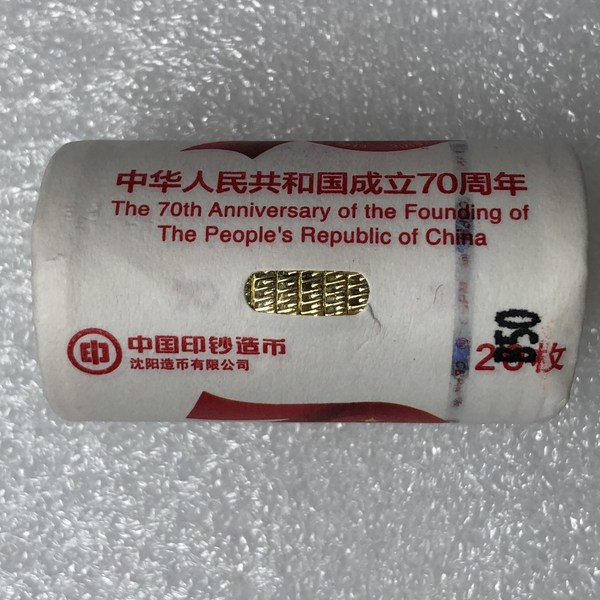 中华人民共和国成立70周年
The 70th Anniversary of the Founding of
The People's Republic of China
印 中国印钞造币
沈阳造币有限公司
20枚
B50